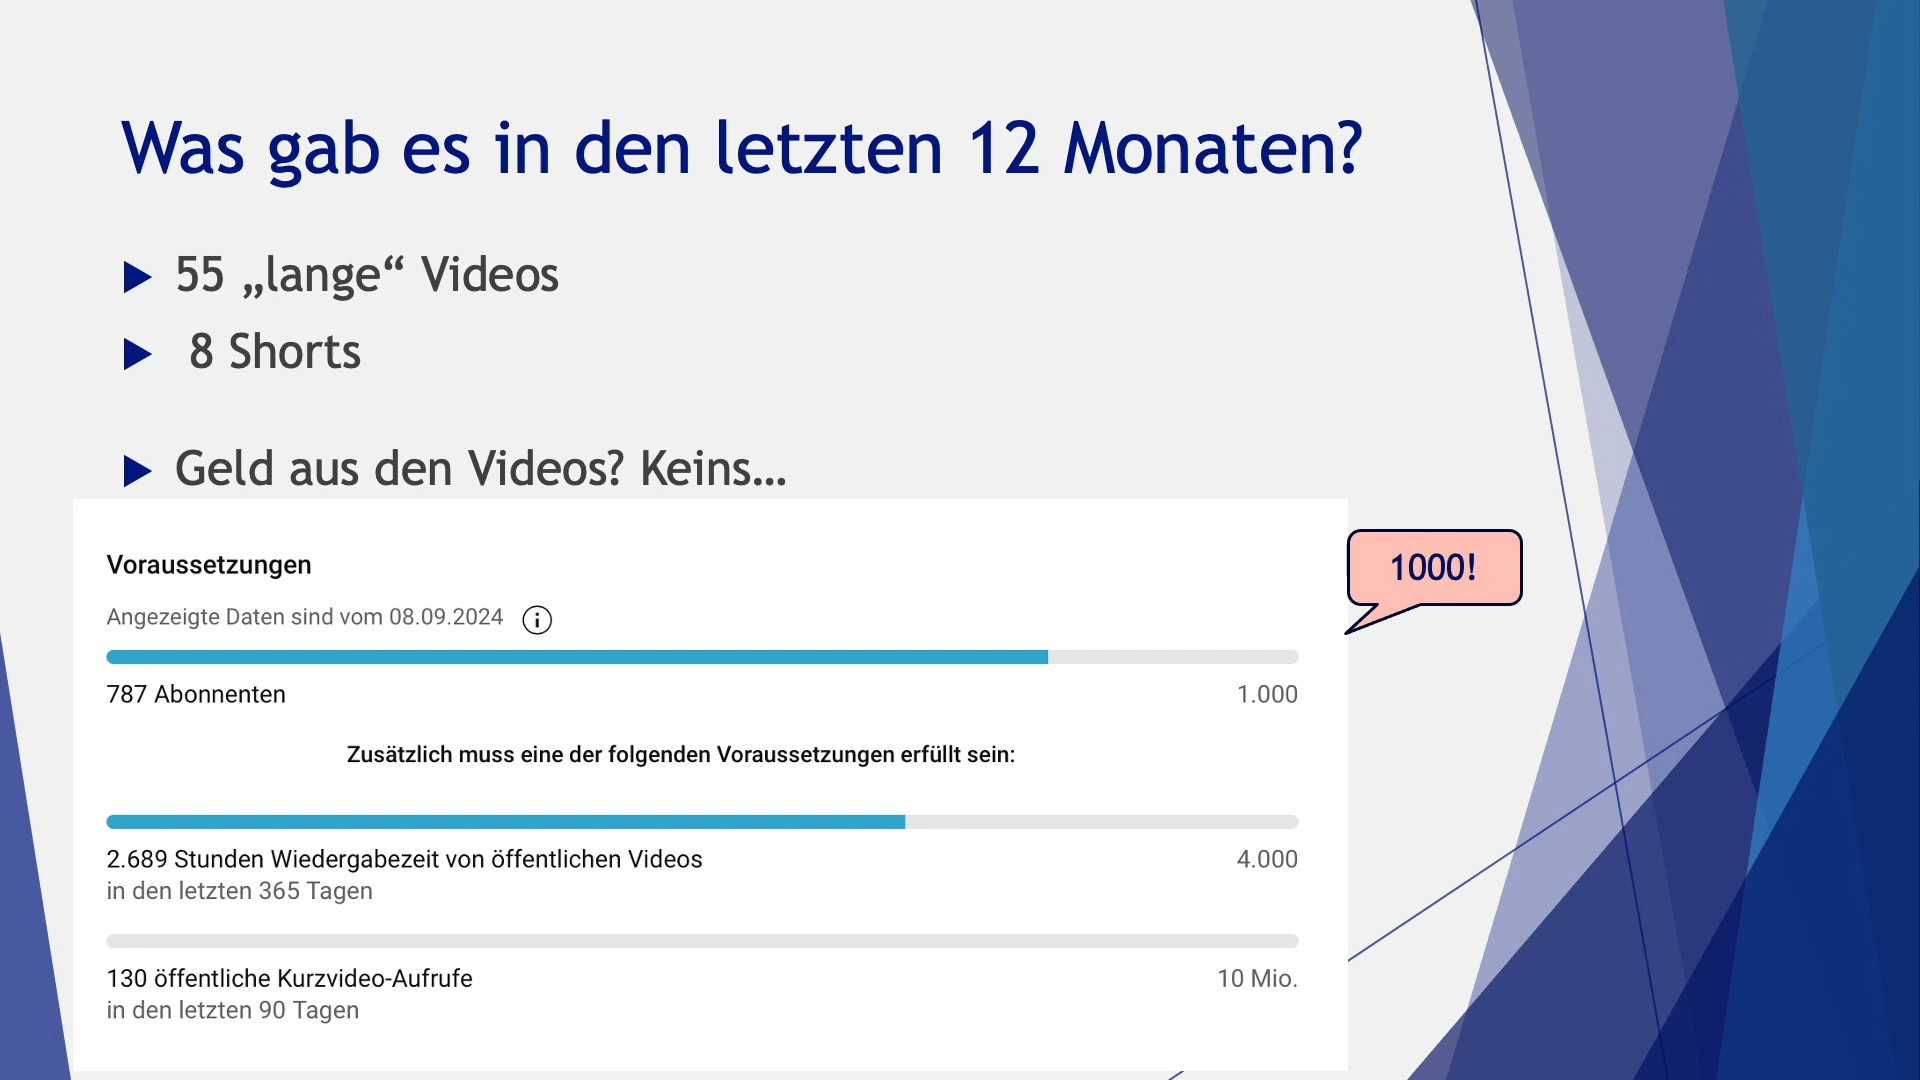 Was gab es in den letzten 12 Monaten?
55 „lange“ Videos
8 Shorts
Geld aus den Videos? Keins…
Voraussetzungen
1000!
Angezeigte Daten sind vom 08.09.2024
787 Abonnenten 1.000
Zusätzlich muss eine der folgenden Voraussetzungen erfüllt sein:
2.689 Stunden Wiedergabezeit von öffentlichen Videos 4.000
in den letzten 365 Tagen
130 öffentliche Kurzvideo-Aufrufe 10 Mio.
in den letzten 90 Tagen